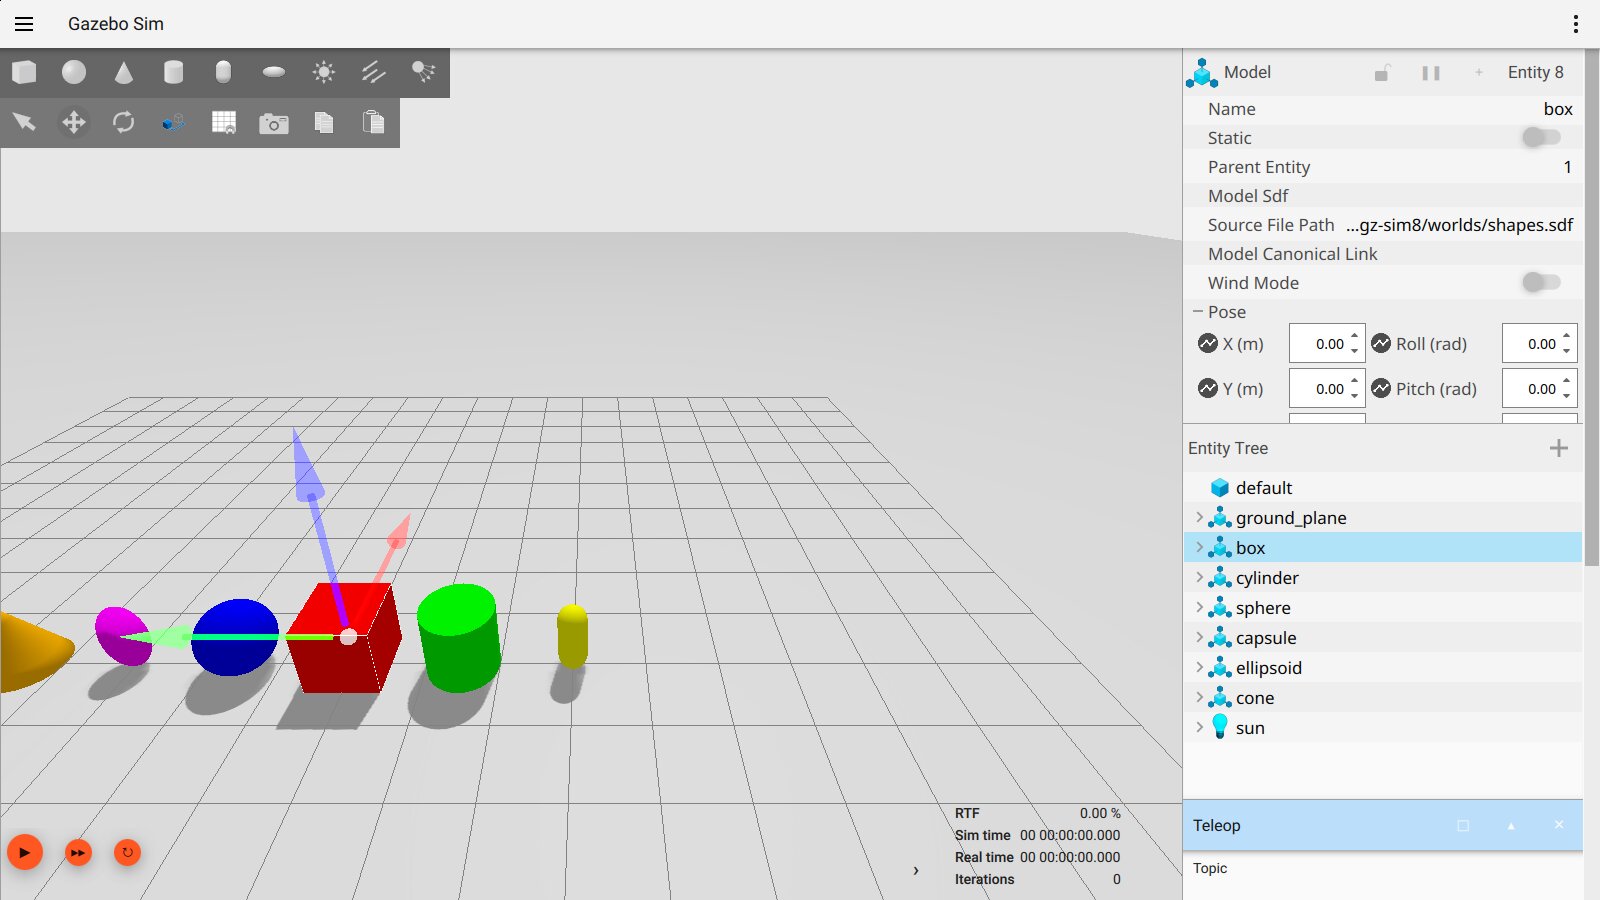 Gazebo Sim
Model
Entity 8
Name box
Static
Parent Entity 1
Model Sdf
Source File Path ...gz-sim8/worlds/shapes.sdf
Model Canonical Link
Wind Mode
Pose
X (m) 0.00 Roll (rad) 0.00
Y (m) 0.00 Pitch (rad) 0.00
Entity Tree
default
ground_plane
box
cylinder
sphere
capsule
ellipsoid
cone
sun
RTF 0.00 %
Sim time 00 00:00:00.000
Real time 00 00:00:00.000
Iterations 0
Teleop
Topic